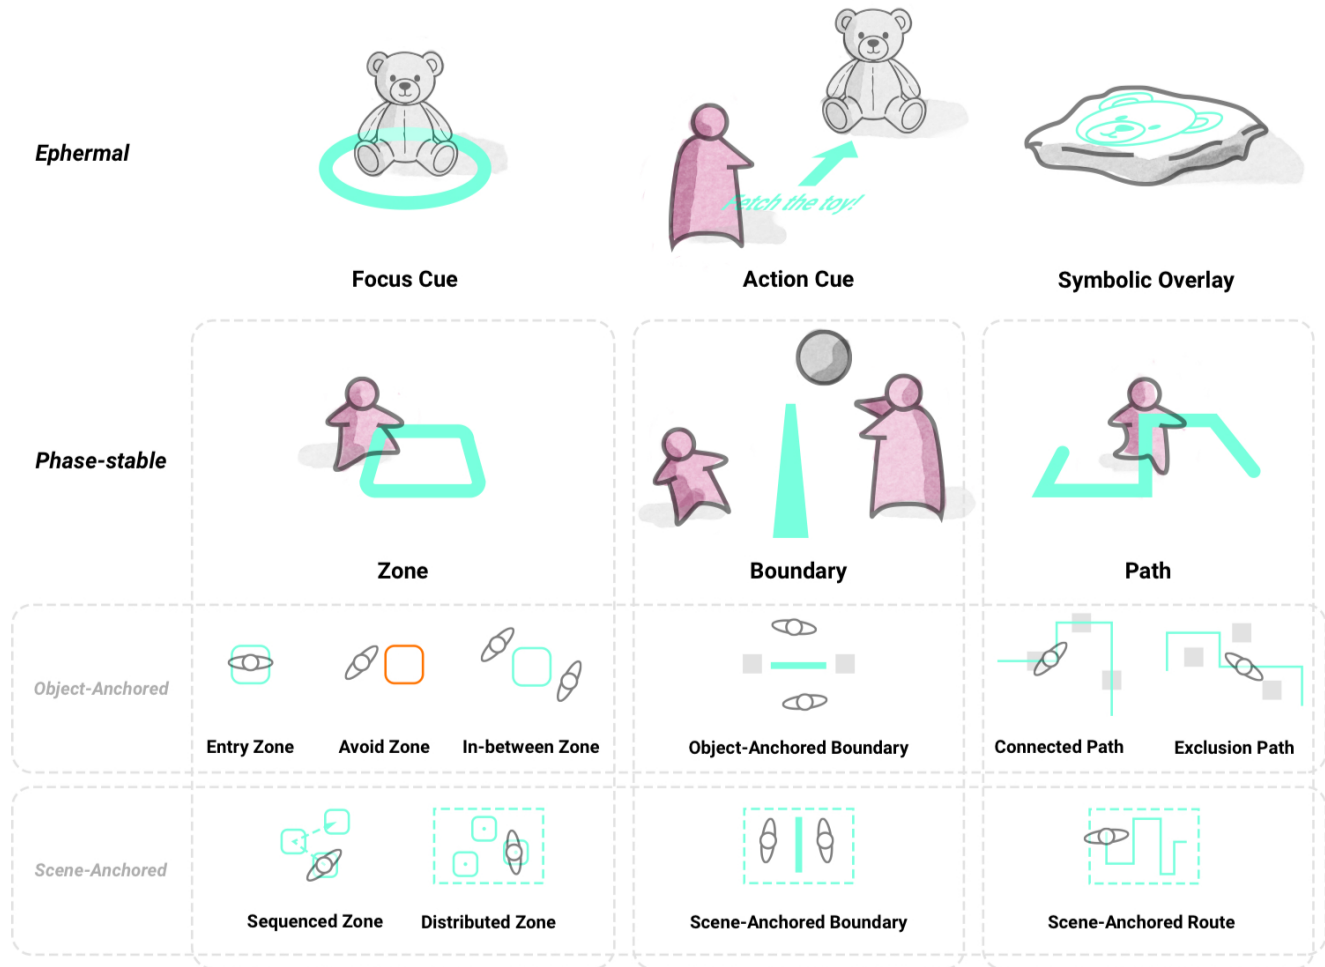 Ephermal
Fetch the toy!
Focus Cue
Action Cue
Symbolic Overlay
Phase-stable
Zone
Boundary
Path
Object-Anchored
Entry Zone
Avoid Zone
In-between Zone
Object-Anchored Boundary
Connected Path
Exclusion Path
Scene-Anchored
Sequenced Zone
Distributed Zone
Scene-Anchored Boundary
Scene-Anchored Route